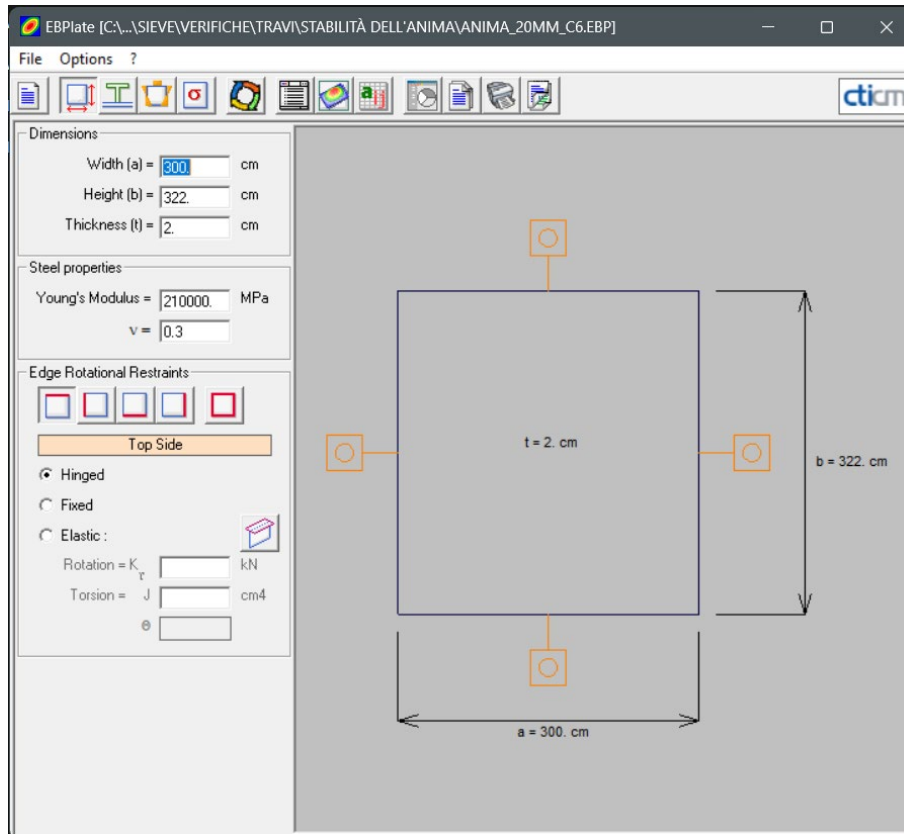 EBPlate [C:\...\SIEVE\VERIFICHE\TRAVI\STABILITÀ DELL'ANIMA\ANIMA_20MM_C6.EBP]
File Options ?
cticm
Dimensions
Width (a) = 300. cm
Height (b) = 322. cm
Thickness (t) = 2. cm
Steel properties
Young's Modulus = 210000. MPa
ν = 0.3
Edge Rotational Restraints
Top Side
Hinged
Fixed
Elastic :
Rotation = K r kN
Torsion = J cm4
Θ
t = 2. cm
b = 322. cm
a = 300. cm